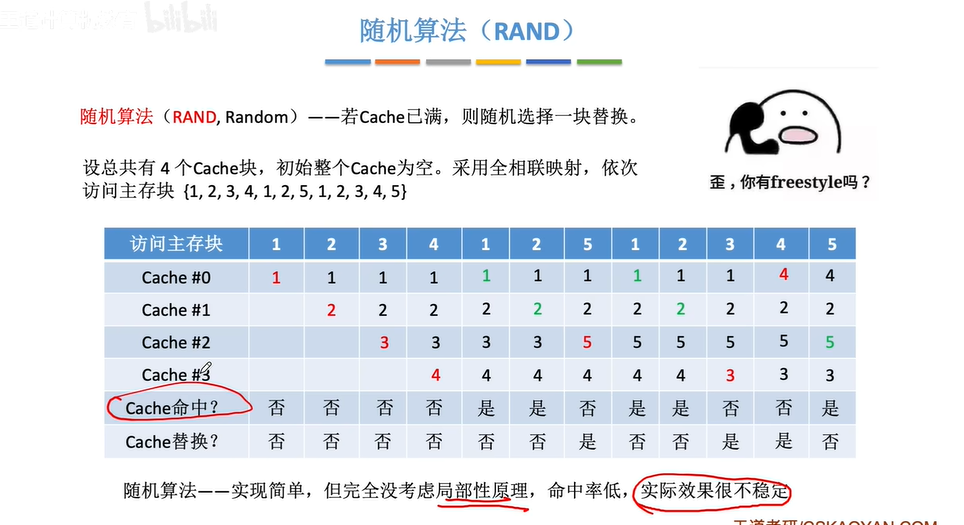 bilibili
随机算法（RAND）
随机算法（RAND, Random）——若Cache已满，则随机选择一块替换。
设总共有 4 个Cache块，初始整个Cache为空。采用全相联映射，依次
访问主存块 {1, 2, 3, 4, 1, 2, 5, 1, 2, 3, 4, 5}
歪，你有freestyle吗？
访问主存块 1 2 3 4 1 2 5 1 2 3 4 5
Cache #0 1 1 1 1 1 1 1 1 1 1 4 4
Cache #1 2 2 2 2 2 2 2 2 2 2 2
Cache #2 3 3 3 3 5 5 5 5 5 5
Cache #3 4 4 4 4 4 4 3 3 3
Cache命中？ 否 否 否 否 是 是 否 是 是 否 否 是
Cache替换？ 否 否 否 否 否 否 是 否 否 是 是 否
随机算法——实现简单，但完全没考虑局部性原理，命中率低，实际效果很不稳定
王道考研/CSKAOYAN.COM